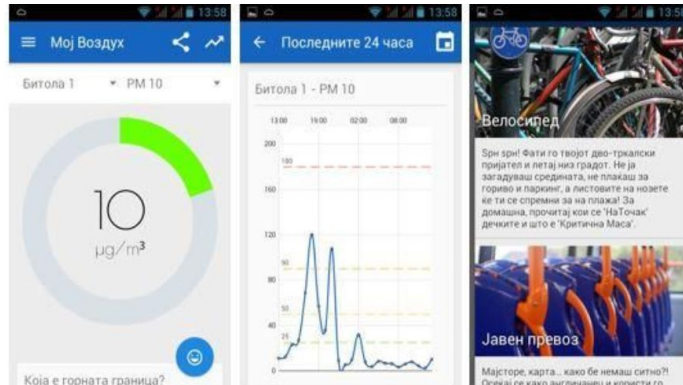 13:58
Мој Воздух
Битола 1
PM 10
10
µg/m³
Која е горната граница?
13:58
Последните 24 часа
Битола 1 - PM 10
13:00 19:00 02:00 08:00
200
180
160
120
90
80
50
40
25
0
13:58
Велосипед
Ѕрн ѕрн! Фати го твојот дво-тркалски
пријател и летај низ градот. Не ја
загадуваш средината, не плаќаш за
гориво и паркинг, а листовите на нозете
ќе ти се спремни за на плажа! За
домашна, прочитај кои се 'НаТочак'
дечките и што е 'Критична Маса'.
Јавен превоз
Мајсторе, карта... како бе немаш ситно?!